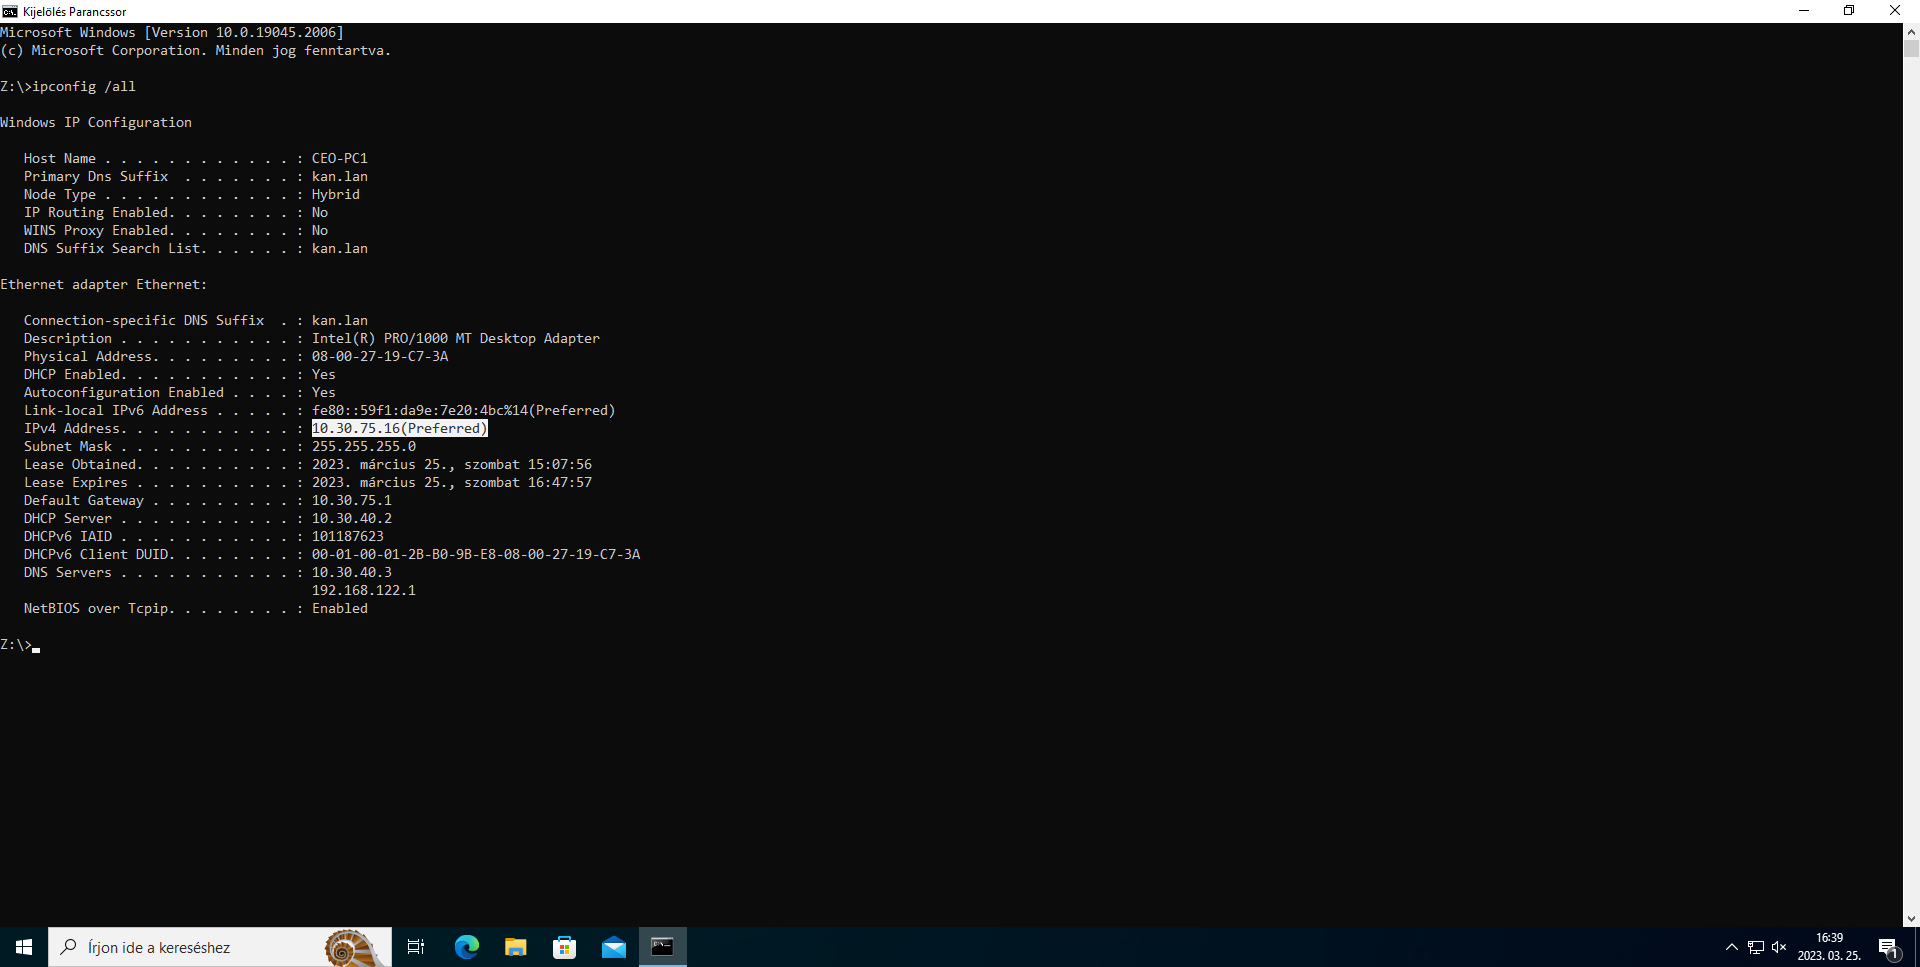 Kijelölés Parancssor
Microsoft Windows [Version 10.0.19045.2006]
(c) Microsoft Corporation. Minden jog fenntartva.
Z:\>ipconfig /all
Windows IP Configuration
Host Name . . . . . . . . . . . . : CEO-PC1
Primary Dns Suffix  . . . . . . . : kan.lan
Node Type . . . . . . . . . . . . : Hybrid
IP Routing Enabled. . . . . . . . : No
WINS Proxy Enabled. . . . . . . . : No
DNS Suffix Search List. . . . . . : kan.lan
Ethernet adapter Ethernet:
Connection-specific DNS Suffix  . : kan.lan
Description . . . . . . . . . . . : Intel(R) PRO/1000 MT Desktop Adapter
Physical Address. . . . . . . . . : 08-00-27-19-C7-3A
DHCP Enabled. . . . . . . . . . . : Yes
Autoconfiguration Enabled . . . . : Yes
Link-local IPv6 Address . . . . . : fe80::59f1:da9e:7e20:4bc%14(Preferred)
IPv4 Address. . . . . . . . . . . : 10.30.75.16(Preferred)
Subnet Mask . . . . . . . . . . . : 255.255.255.0
Lease Obtained. . . . . . . . . . : 2023. március 25., szombat 15:07:56
Lease Expires . . . . . . . . . . : 2023. március 25., szombat 16:47:57
Default Gateway . . . . . . . . . : 10.30.75.1
DHCP Server . . . . . . . . . . . : 10.30.40.2
DHCPv6 IAID . . . . . . . . . . . : 101187623
DHCPv6 Client DUID. . . . . . . . : 00-01-00-01-2B-B0-9B-E8-08-00-27-19-C7-3A
DNS Servers . . . . . . . . . . . : 10.30.40.3
192.168.122.1
NetBIOS over Tcpip. . . . . . . . : Enabled
Z:\>
Írjon ide a kereséshez
16:39
2023. 03. 25.
1